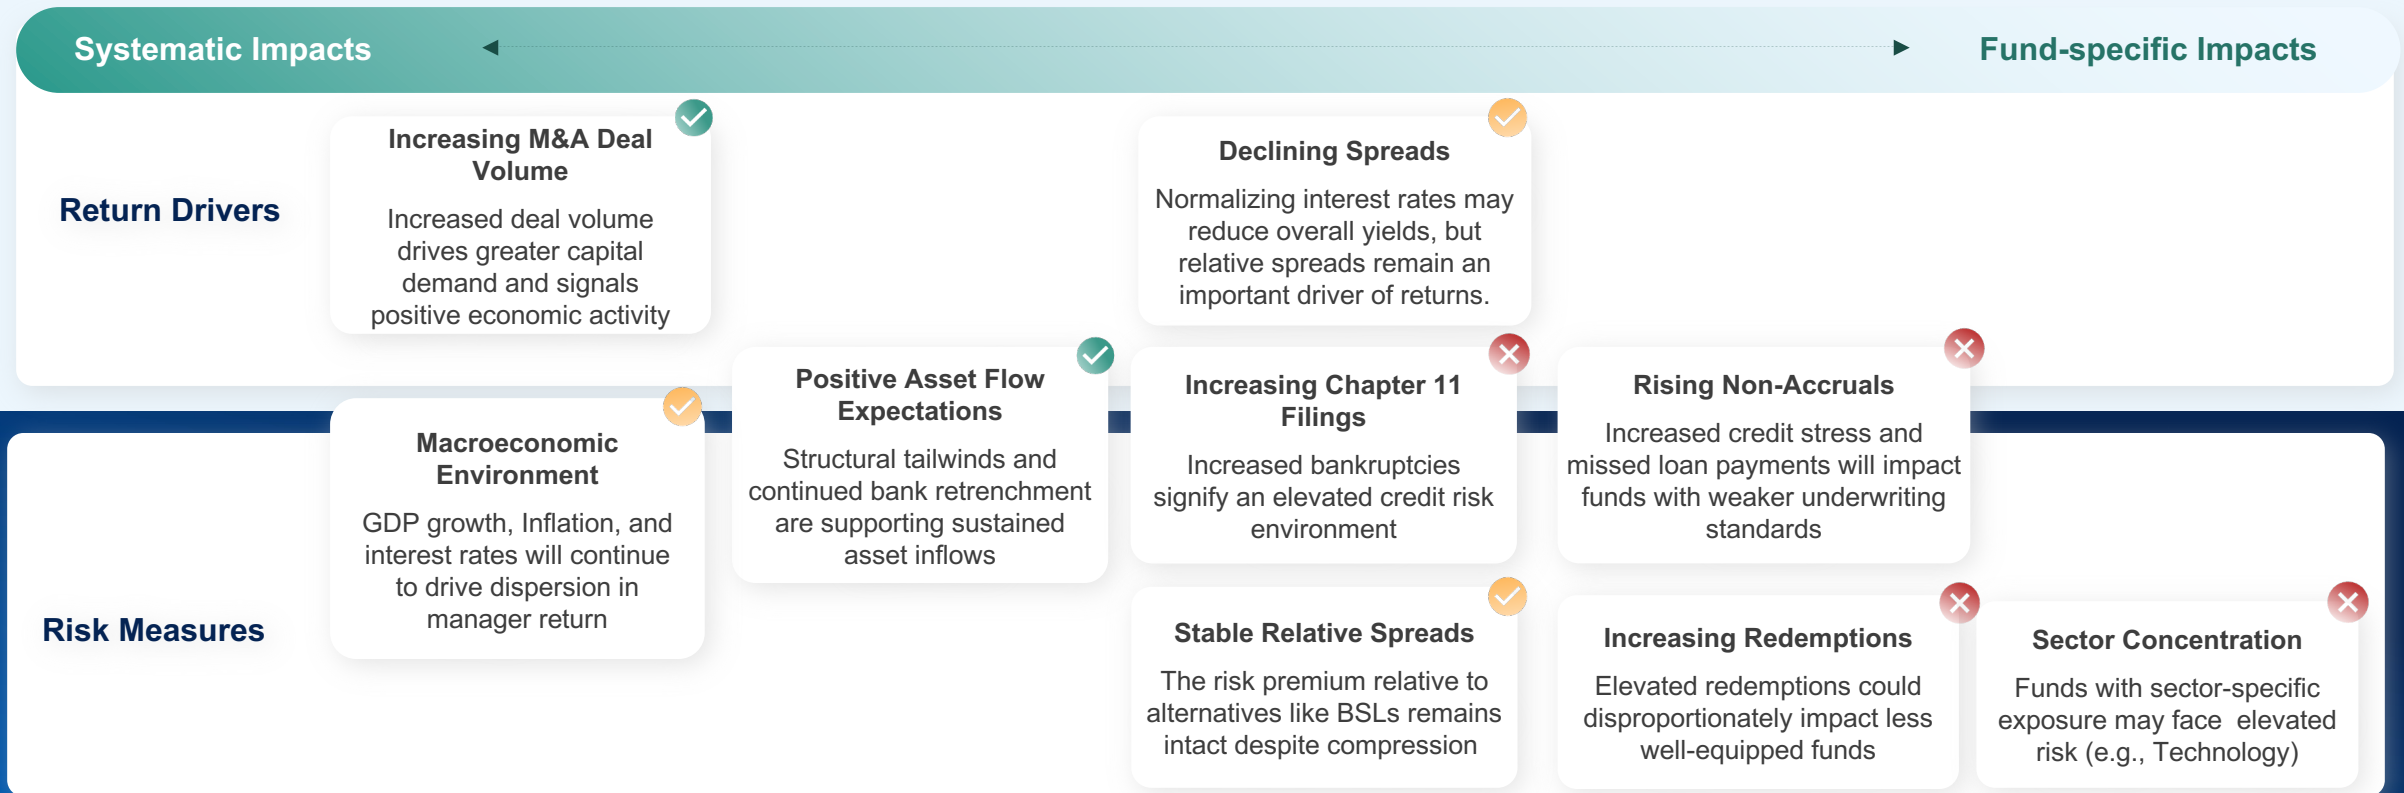 Systematic Impacts
Fund-specific Impacts
Return Drivers
Increasing M&A Deal
Volume
Increased deal volume
drives greater capital
demand and signals
positive economic activity
Declining Spreads
Normalizing interest rates may
reduce overall yields, but
relative spreads remain an
important driver of returns.
Positive Asset Flow
Expectations
Structural tailwinds and
continued bank retrenchment
are supporting sustained
asset inflows
Increasing Chapter 11
Filings
Increased bankruptcies
signify an elevated credit risk
environment
Rising Non-Accruals
Increased credit stress and
missed loan payments will impact
funds with weaker underwriting
standards
Risk Measures
Macroeconomic
Environment
GDP growth, Inflation, and
interest rates will continue
to drive dispersion in
manager return
Stable Relative Spreads
The risk premium relative to
alternatives like BSLs remains
intact despite compression
Increasing Redemptions
Elevated redemptions could
disproportionately impact less
well-equipped funds
Sector Concentration
Funds with sector-specific
exposure may face  elevated
risk (e.g., Technology)